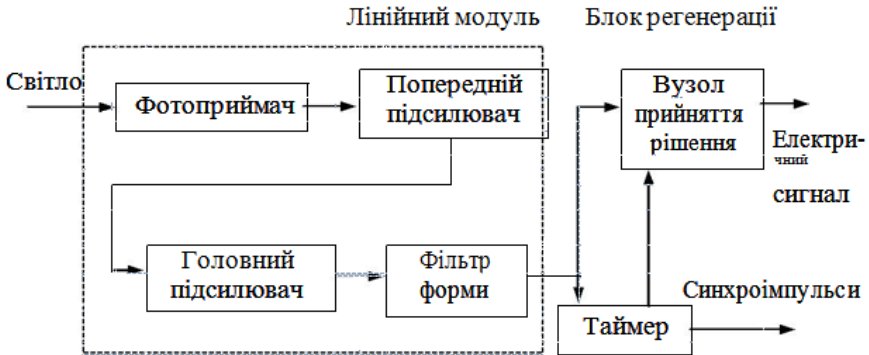 Лінійний модуль
Блок регенерації
Світло
Фотоприймач
Попередній
підсилювач
Вузол
прийняття
рішення
Електри-
чний
сигнал
Головний
підсилювач
Фільтр
форми
Синхроімпульси
Таймер